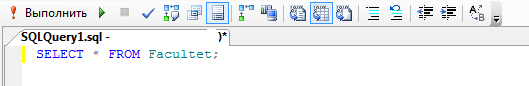 Выполнить
SQLQuery1.sql - )*
SELECT * FROM Facultet;